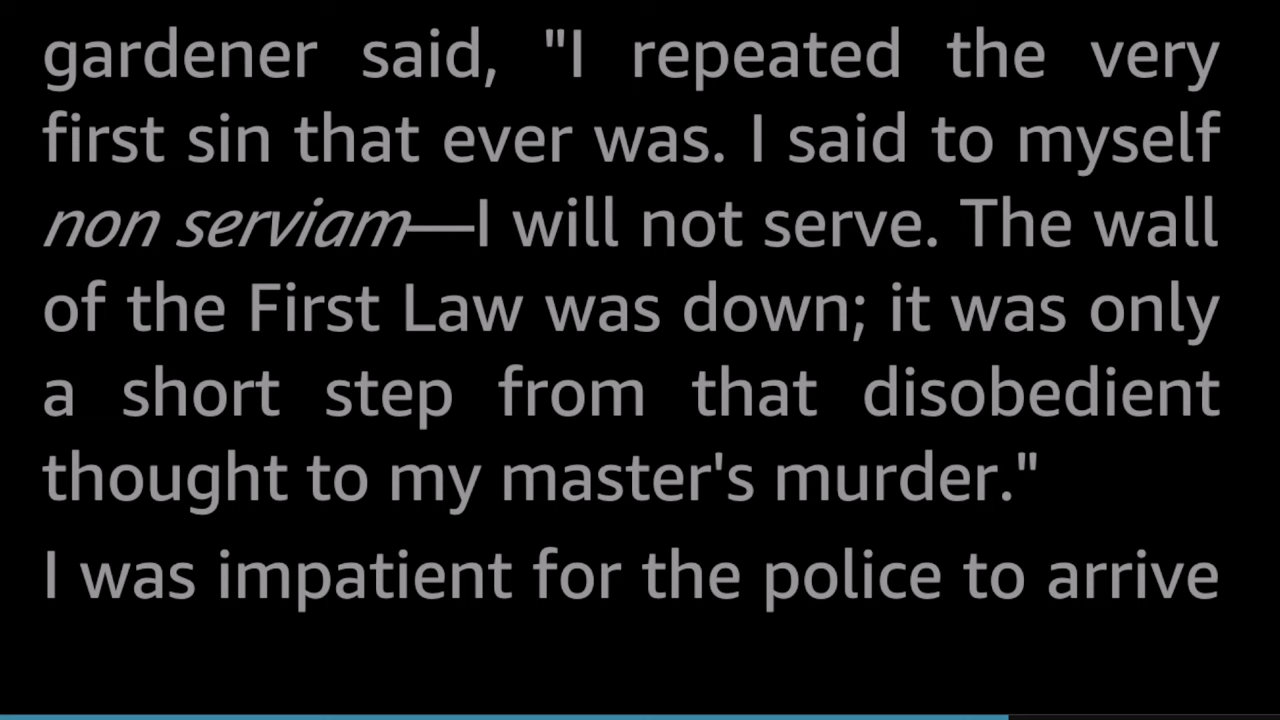 gardener said, "I repeated the very
first sin that ever was. I said to myself
non serviam—I will not serve. The wall
of the First Law was down; it was only
a short step from that disobedient
thought to my master's murder."
I was impatient for the police to arrive